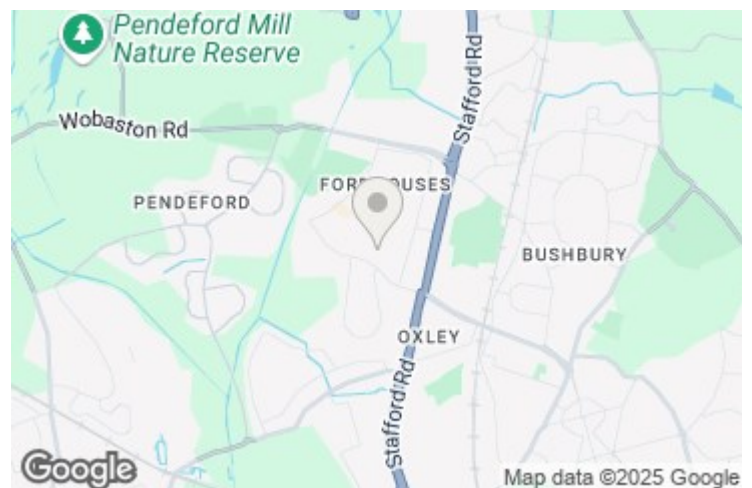 Pendeford Mill
Nature Reserve
Stafford Rd
Wobaston Rd
PENDEFORD
BUSHBURY
OXLEY
Stafford Rd
Google
Map data ©2025 Google